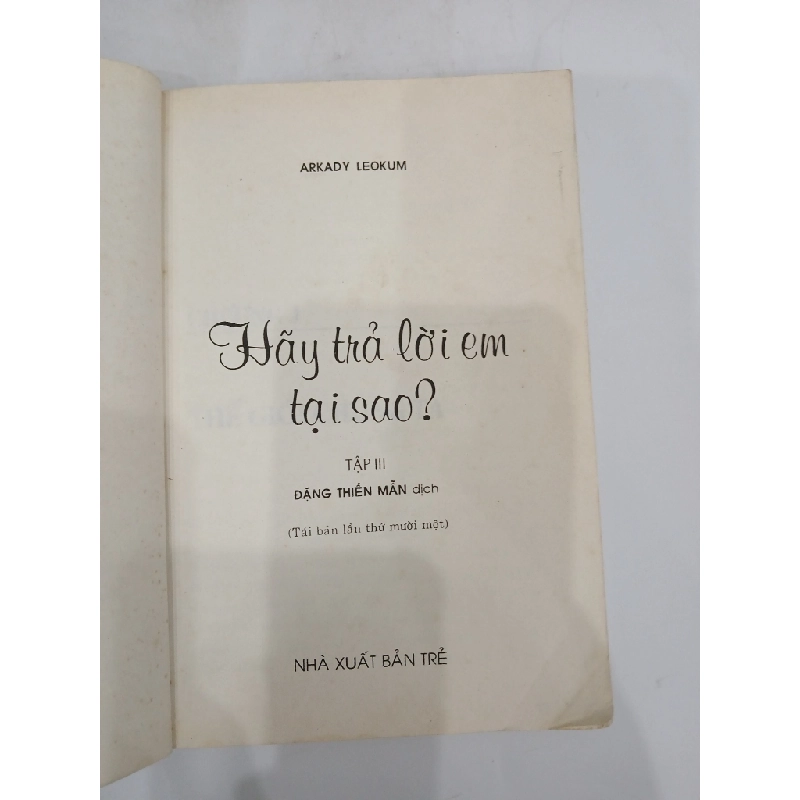 ARKADY LEOKUM
Hãy trả lời em
tại sao?
TẬP III
ĐẶNG THIỀN MẪN dịch
(Tái bản lần thứ mười một)
NHÀ XUẤT BẢN TRẺ